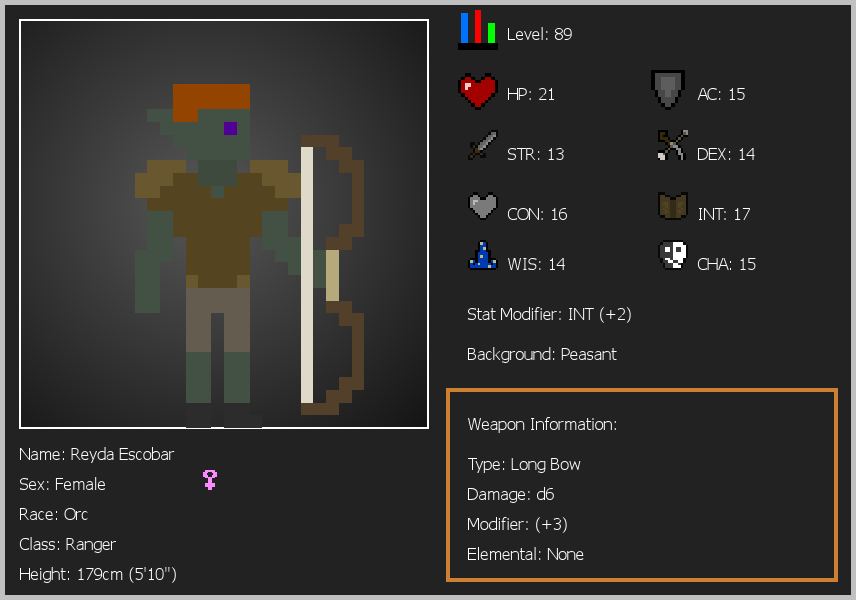 Level: 89
HP: 21
AC: 15
STR: 13
DEX: 14
CON: 16
INT: 17
WIS: 14
CHA: 15
Stat Modifier: INT (+2)
Background: Peasant
Weapon Information:
Type: Long Bow
Damage: d6
Modifier: (+3)
Elemental: None
Name: Reyda Escobar
Sex: Female
Race: Orc
Class: Ranger
Height: 179cm (5'10")